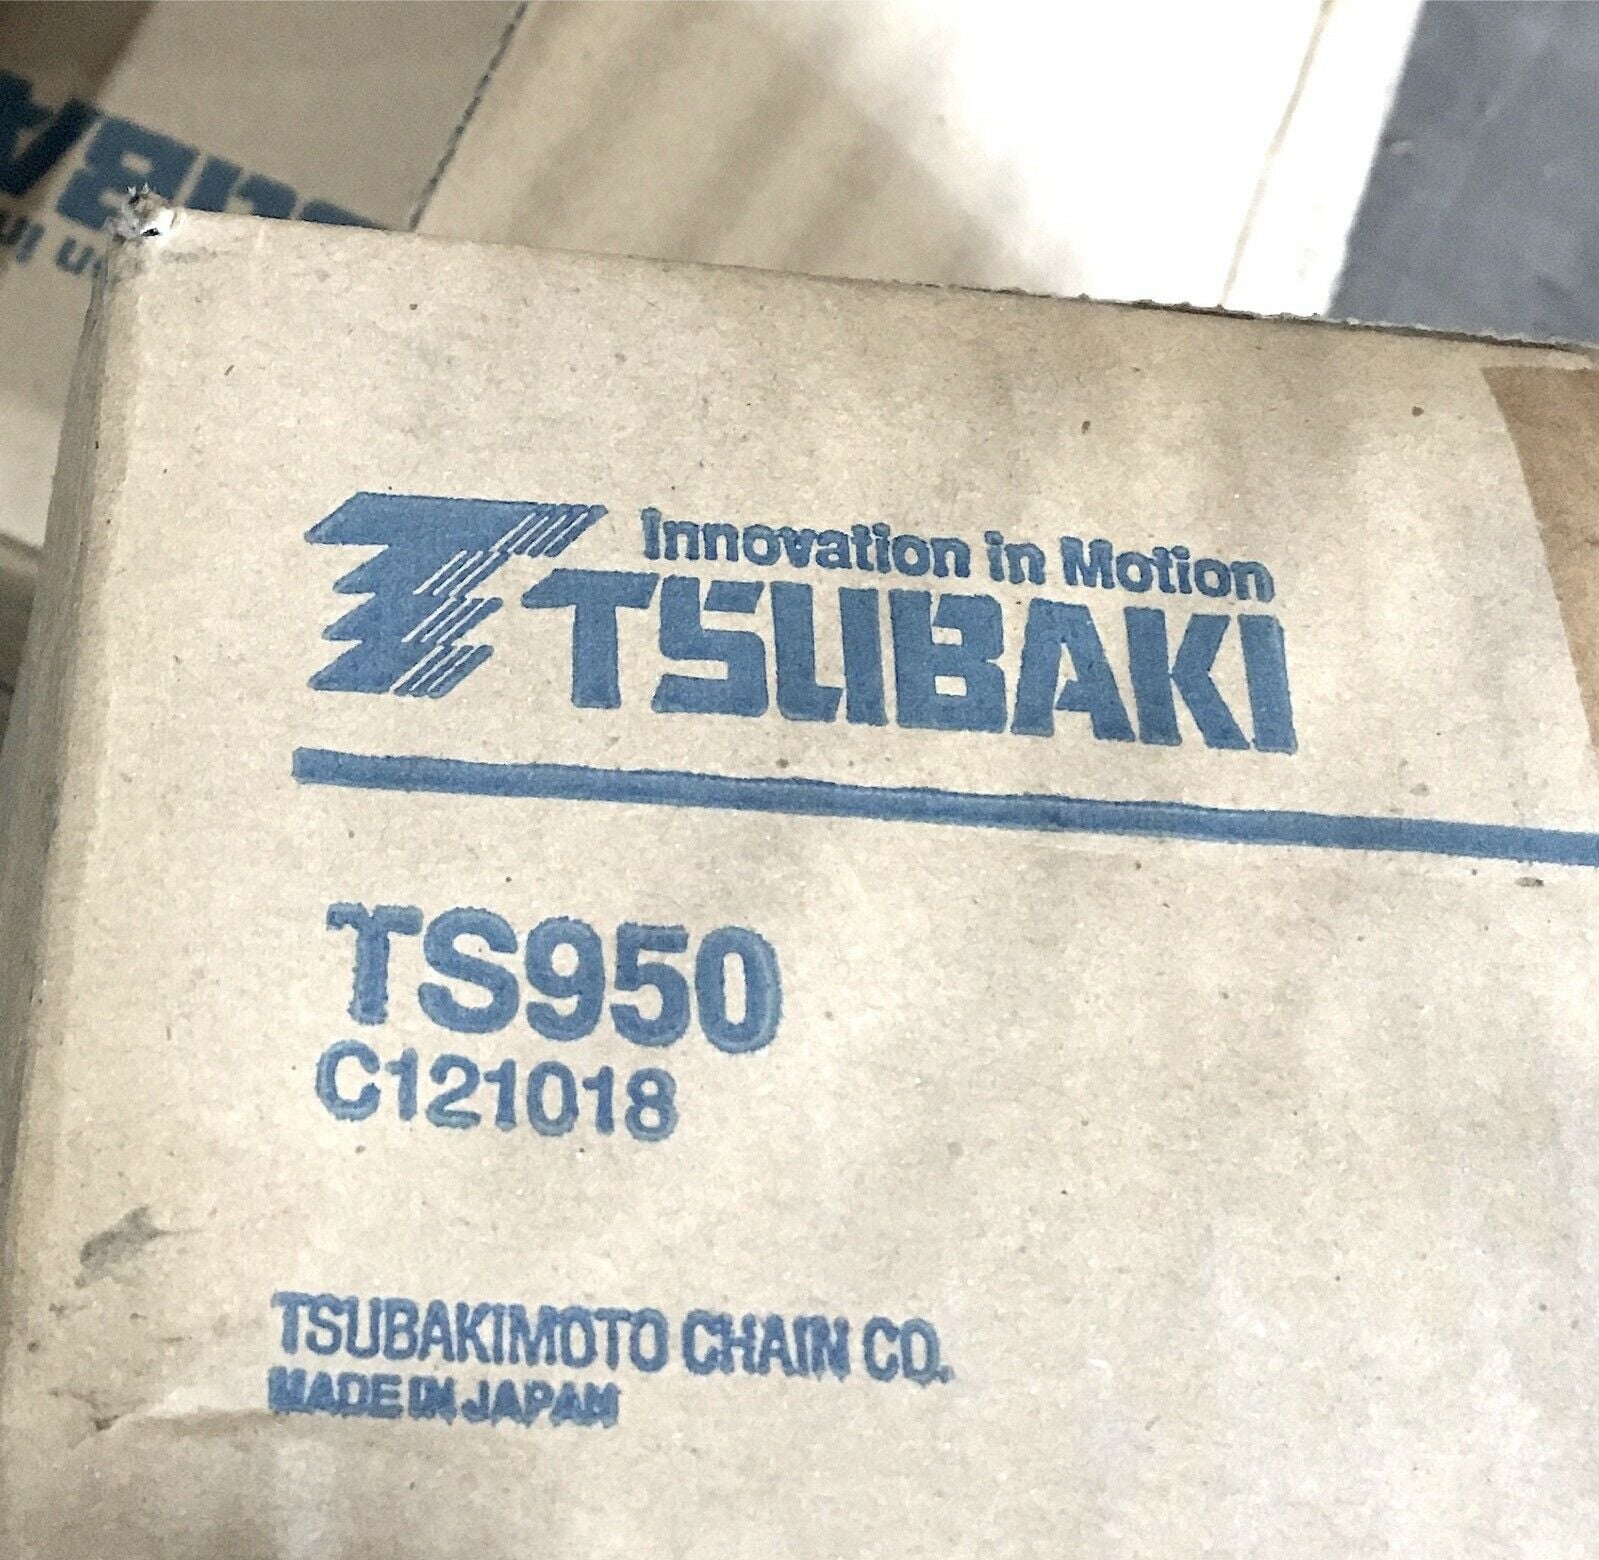 Innovation in Motion
TSUBAKI
TS950
C121018
TSUBAKIMOTO CHAIN CO.
MADE IN JAPAN